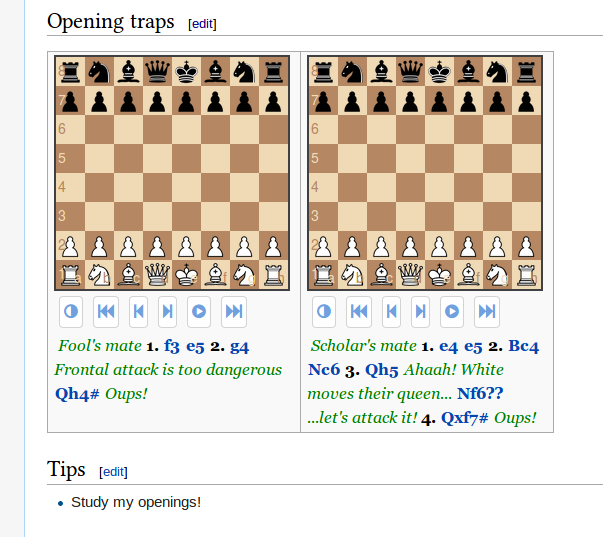 Opening traps [edit]
8
7
6
5
4
3
2
8
7
6
5
4
3
2
Fool's mate 1. f3 e5 2. g4
Frontal attack is too dangerous
Qh4# Oups!
Scholar's mate 1. e4 e5 2. Bc4
Nc6 3. Qh5 Ahaah! White
moves their queen... Nf6??
...let's attack it! 4. Qxf7# Oups!
Tips [edit]
• Study my openings!